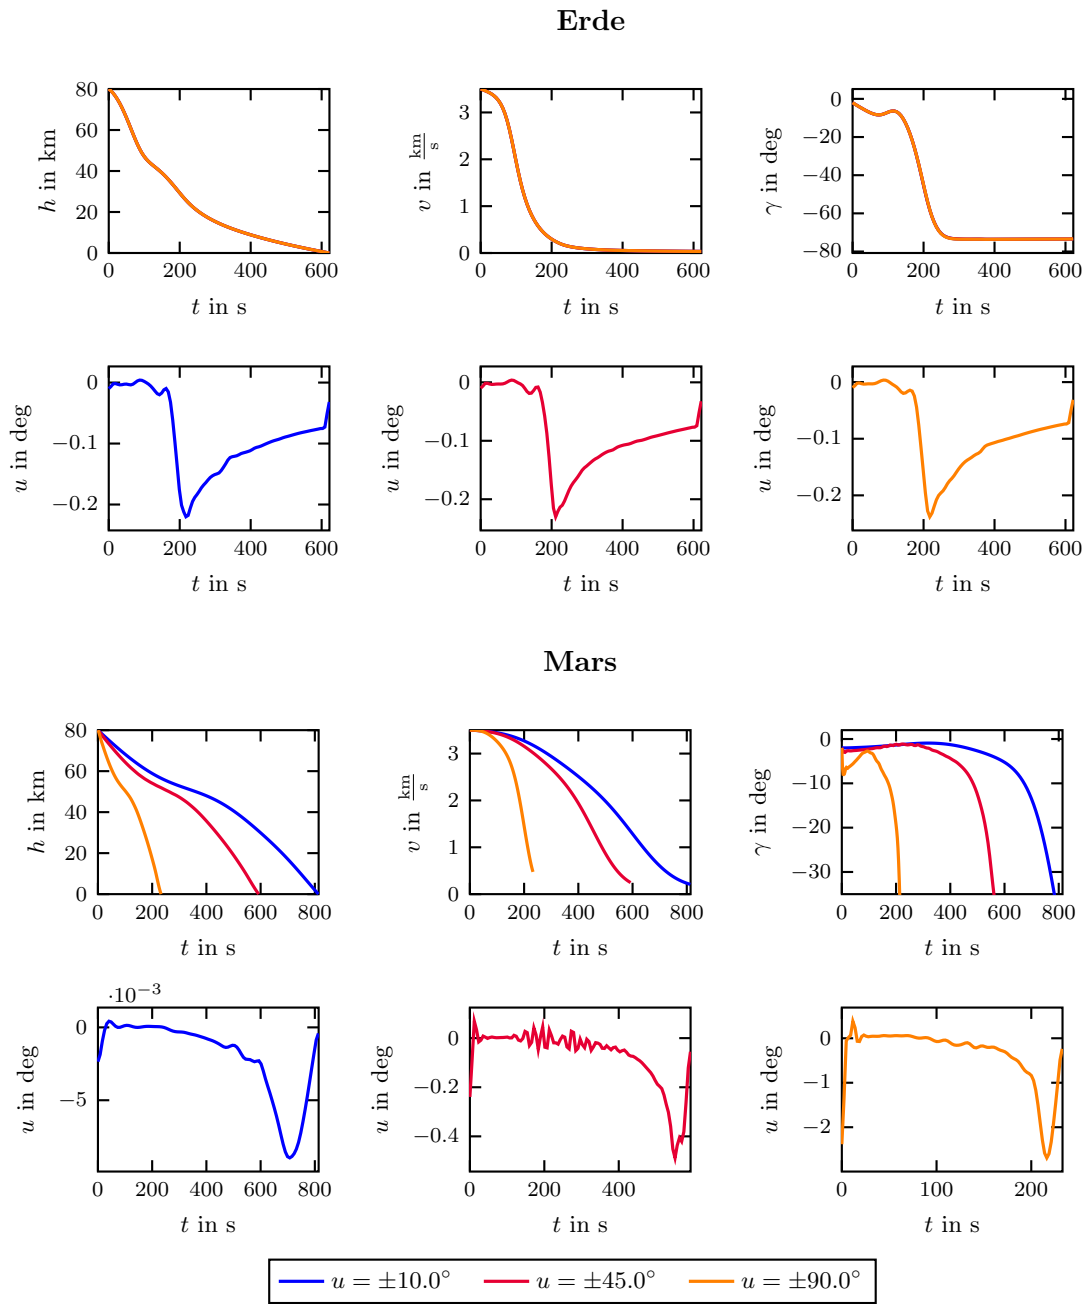 Erde
80
60
40
20
0
0 200 400 600
h in km
t in s
3
2
1
0
0 200 400 600
v in km/s
t in s
0
−20
−40
−60
−80
0 200 400 600
γ in deg
t in s
0
−0.1
−0.2
0 200 400 600
u in deg
t in s
0
−0.1
−0.2
0 200 400 600
u in deg
t in s
0
−0.1
−0.2
0 200 400 600
u in deg
t in s
Mars
80
60
40
20
0
0 200 400 600 800
h in km
t in s
3
2
1
0
0 200 400 600 800
v in km/s
t in s
0
−10
−20
−30
0 200 400 600 800
γ in deg
t in s
·10⁻³
0
−5
0 200 400 600 800
u in deg
t in s
0
−0.2
−0.4
0 200 400
u in deg
t in s
0
−1
−2
0 100 200
u in deg
t in s
u = ±10.0° u = ±45.0° u = ±90.0°